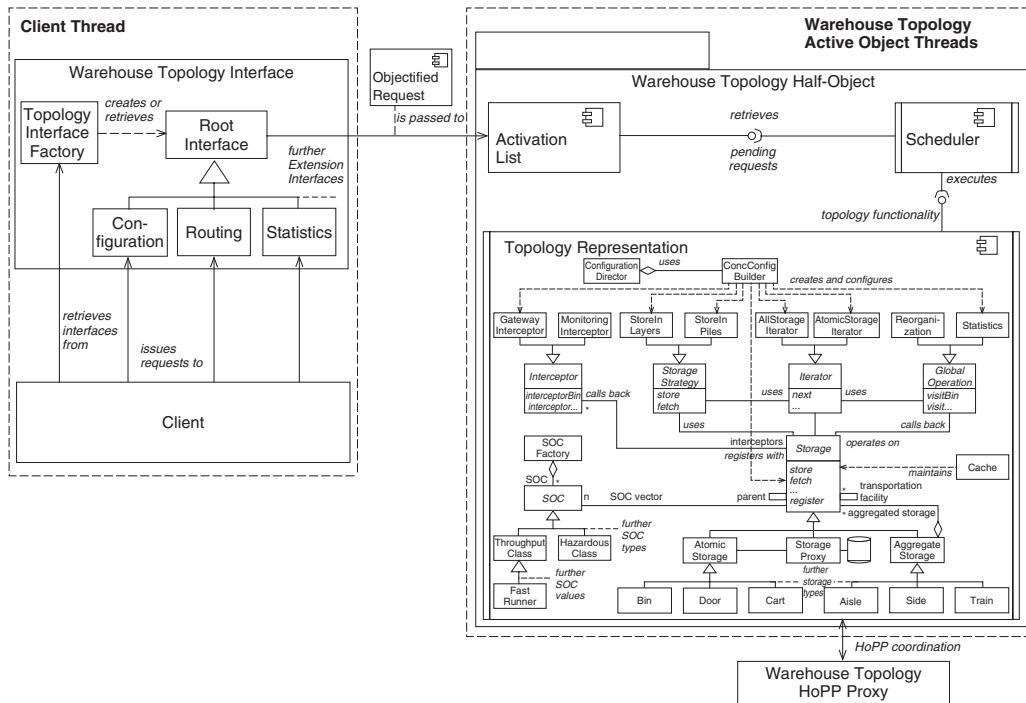 Client Thread
Warehouse Topology Interface
Topology
Interface
Factory
creates or
retrieves
Root
Interface
further
Extension
Interfaces
Con-
figuration
Routing
Statistics
retrieves
interfaces
from
issues
requests to
Client
Objectified
Request
is passed to
Warehouse Topology
Active Object Threads
Warehouse Topology Half-Object
Activation
List
retrieves
pending
requests
Scheduler
executes
topology functionality
Topology Representation
Configuration
Director
uses
ConcConfig
Builder
creates and configures
Gateway
Interceptor
Monitoring
Interceptor
StoreIn
Layers
StoreIn
Piles
AllStorage
Iterator
AtomicStorage
Iterator
Reorgani-
zation
Statistics
Interceptor
interceptorBin
interceptor...
calls back
*
Storage
Strategy
store
fetch
uses
Iterator
next
...
uses
Global
Operation
visitBin
visit...
uses
calls back
interceptors
registers with
Storage
operates on
store
fetch
...
register
maintains
Cache
SOC
Factory
SOC
*
SOC
n
SOC vector
parent
*
transportation
facility
*
aggregated storage
further
SOC
types
Throughput
Class
Hazardous
Class
further
SOC
values
Fast
Runner
Atomic
Storage
Storage
Proxy
Aggregate
Storage
further
storage
types
Bin
Door
Cart
Aisle
Side
Train
HoPP coordination
Warehouse Topology
HoPP Proxy